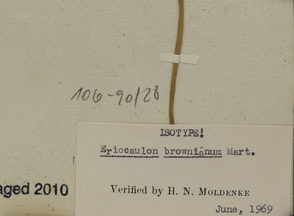 106-90/28
ISOTYPE!
Eriocaulon brownianum Mart.
aged 2010
Verified by H. N. MOLDENKE
June, 1969